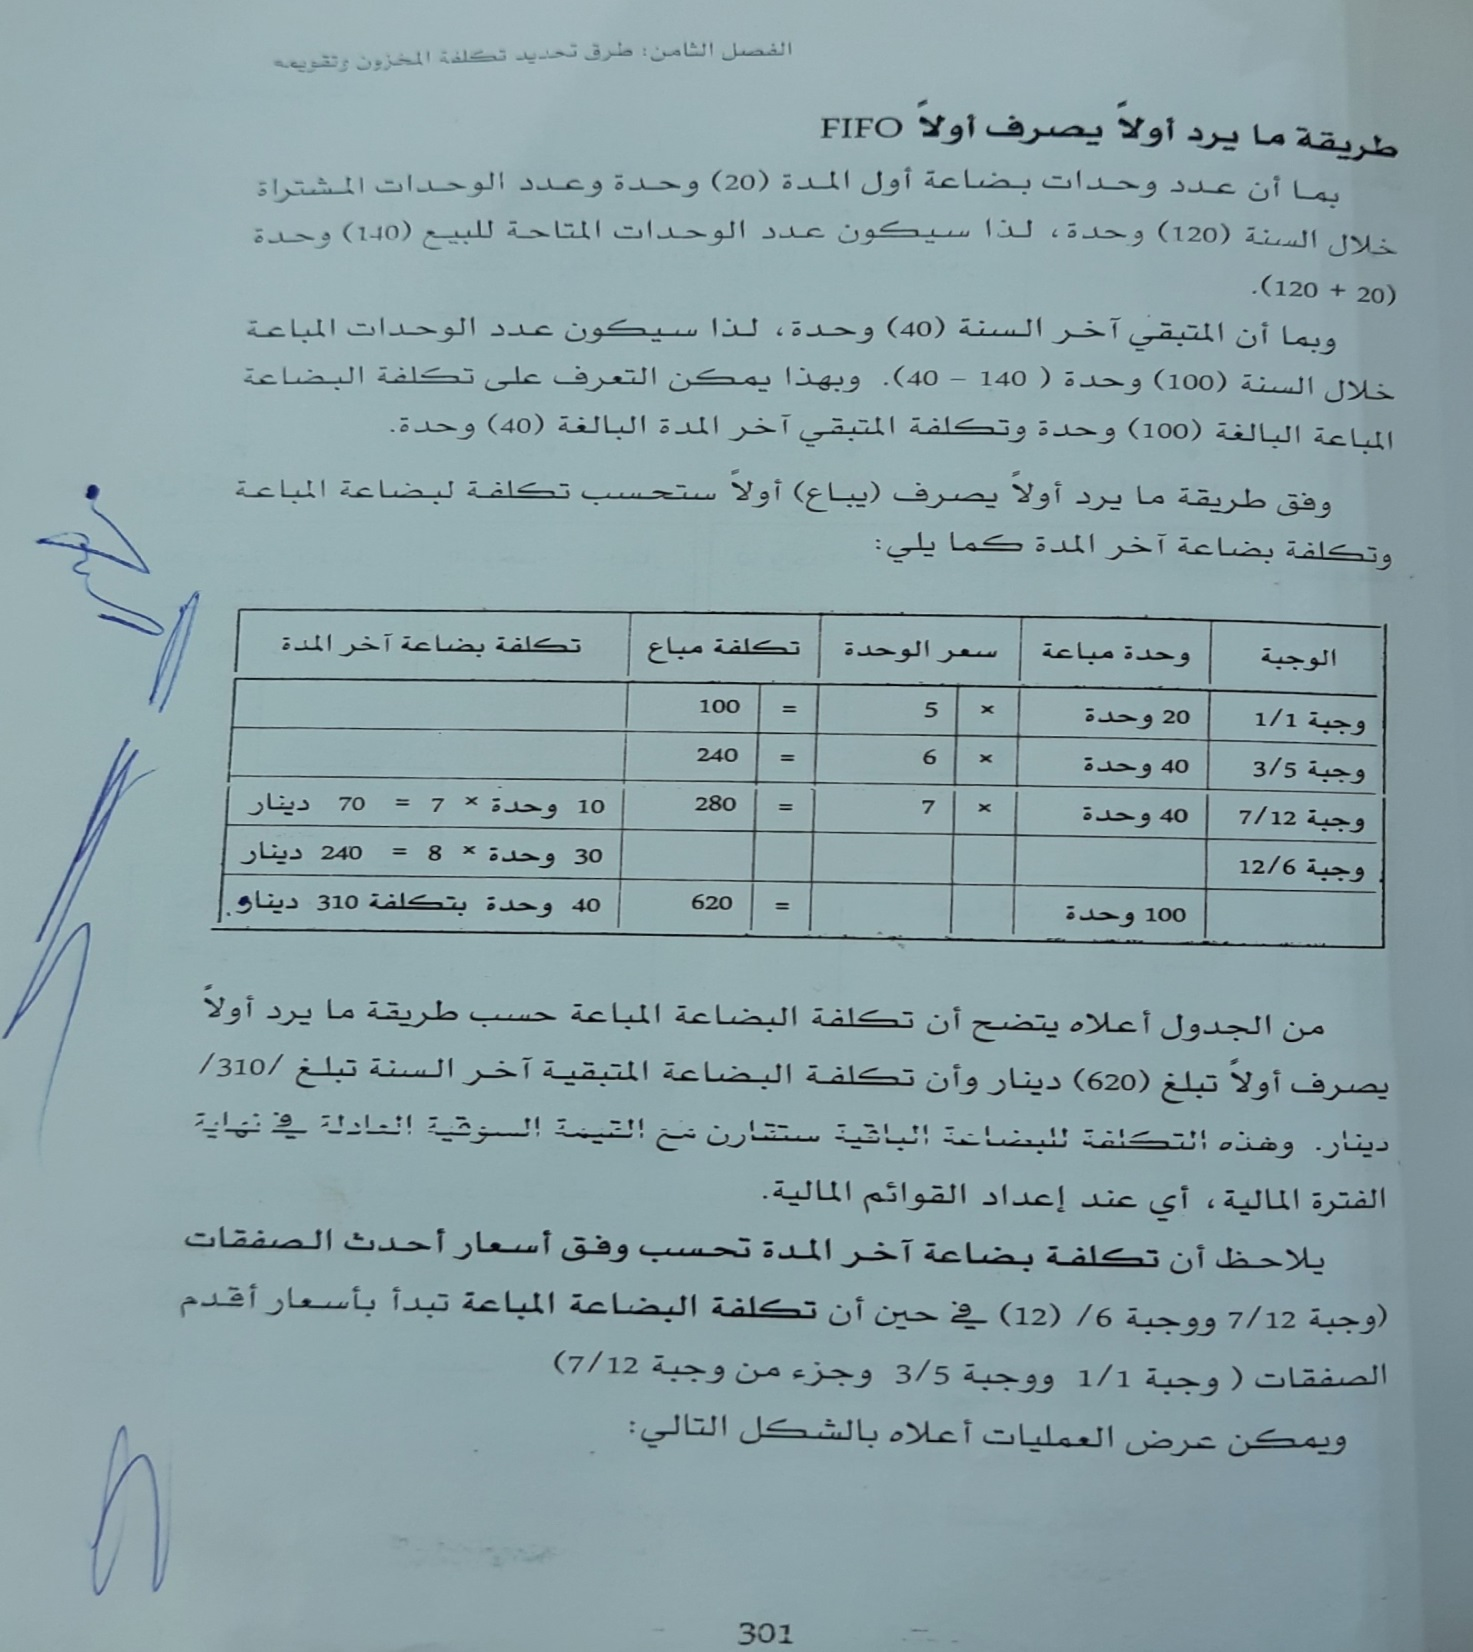 الفصل الثامن: طرق تحديد تكلفة المخزون وتقويمه
طريقة ما يرد أولاً يصرف أولاً FIFO
بما أن عدد وحدات بضاعة أول المدة (20) وحدة وعدد الوحدات المشتراة
خلال السنة (120) وحدة، لذا سيكون عدد الوحدات المتاحة للبيع (140) وحدة
(20 + 120).
وبما أن المتبقي آخر السنة (40) وحدة، لذا سيكون عدد الوحدات المباعة
خلال السنة (100) وحدة ( 140 – 40). وبهذا يمكن التعرف على تكلفة البضاعة
المباعة البالغة (100) وحدة وتكلفة المتبقي آخر المدة البالغة (40) وحدة.
وفق طريقة ما يرد أولاً يصرف (يباع) أولاً ستحسب تكلفة لبضاعة المباعة
وتكلفة بضاعة آخر المدة كما يلي:
الوجبة وحدة مباعة سعر الوحدة تكلفة مباع تكلفة بضاعة آخر المدة
وجبة 1/1 20 وحدة × 5 = 100
وجبة 3/5 40 وحدة × 6 = 240
وجبة 7/12 40 وحدة × 7 = 280 10 وحدة × 7 = 70 دينار
وجبة 12/6 30 وحدة × 8 = 240 دينار
100 وحدة = 620 40 وحدة بتكلفة 310 دينار
من الجدول أعلاه يتضح أن تكلفة البضاعة المباعة حسب طريقة ما يرد أولاً
يصرف أولاً تبلغ (620) دينار وأن تكلفة البضاعة المتبقية آخر السنة تبلغ /310/
دينار. وهذه التكلفة للبضاعة الباقية ستقارن مع القيمة السوقية العادلة في نهاية
الفترة المالية، أي عند إعداد القوائم المالية.
يلاحظ أن تكلفة بضاعة آخر المدة تحسب وفق أسعار أحدث الصفقات
(وجبة 7/12 ووجبة 6/ (12) في حين أن تكلفة البضاعة المباعة تبدأ بأسعار أقدم
الصفقات ( وجبة 1/1 ووجبة 3/5 وجزء من وجبة 7/12)
ويمكن عرض العمليات أعلاه بالشكل التالي:
301